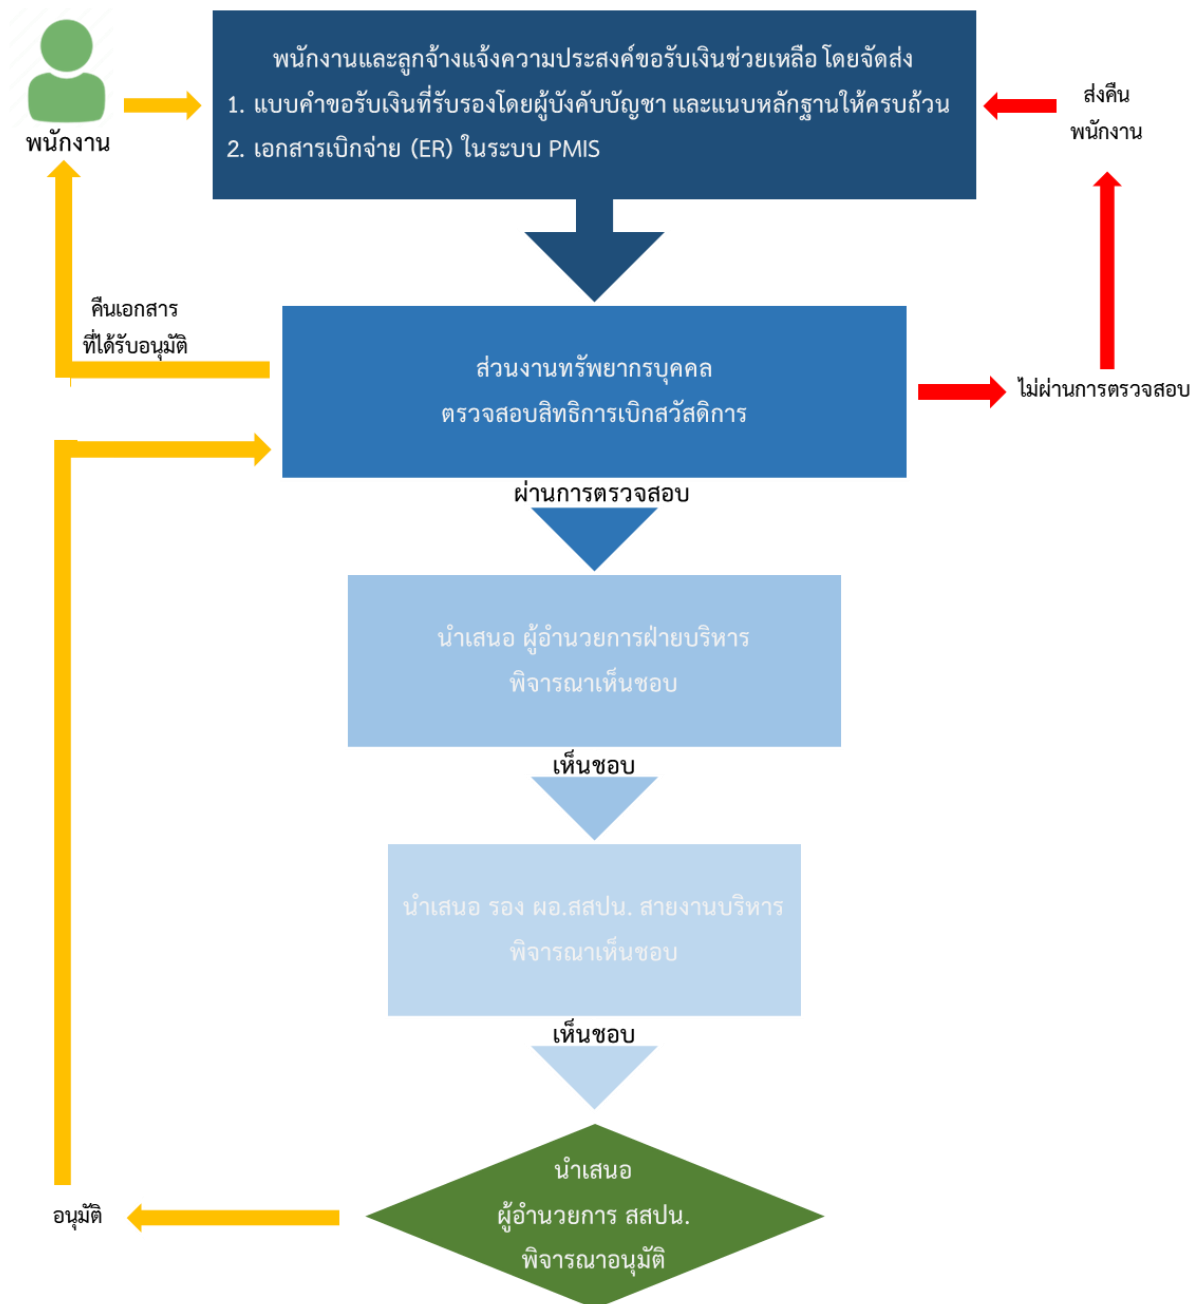 พนักงานและลูกจ้างแจ้งความประสงค์ขอรับเงินช่วยเหลือ โดยจัดส่ง
1. แบบคำขอรับเงินที่รับรองโดยผู้บังคับบัญชา และแนบหลักฐานให้ครบถ้วน
2. เอกสารเบิกจ่าย (ER) ในระบบ PMIS
พนักงาน
ส่งคืน
พนักงาน
คืนเอกสาร
ที่ได้รับอนุมัติ
ส่วนงานทรัพยากรบุคคล
ตรวจสอบสิทธิการเบิกสวัสดิการ
ไม่ผ่านการตรวจสอบ
ผ่านการตรวจสอบ
นำเสนอ ผู้อำนวยการฝ่ายบริหาร
พิจารณาเห็นชอบ
เห็นชอบ
นำเสนอ รอง ผอ.สสปน. สายงานบริหาร
พิจารณาเห็นชอบ
เห็นชอบ
นำเสนอ
ผู้อำนวยการ สสปน.
พิจารณาอนุมัติ
อนุมัติ